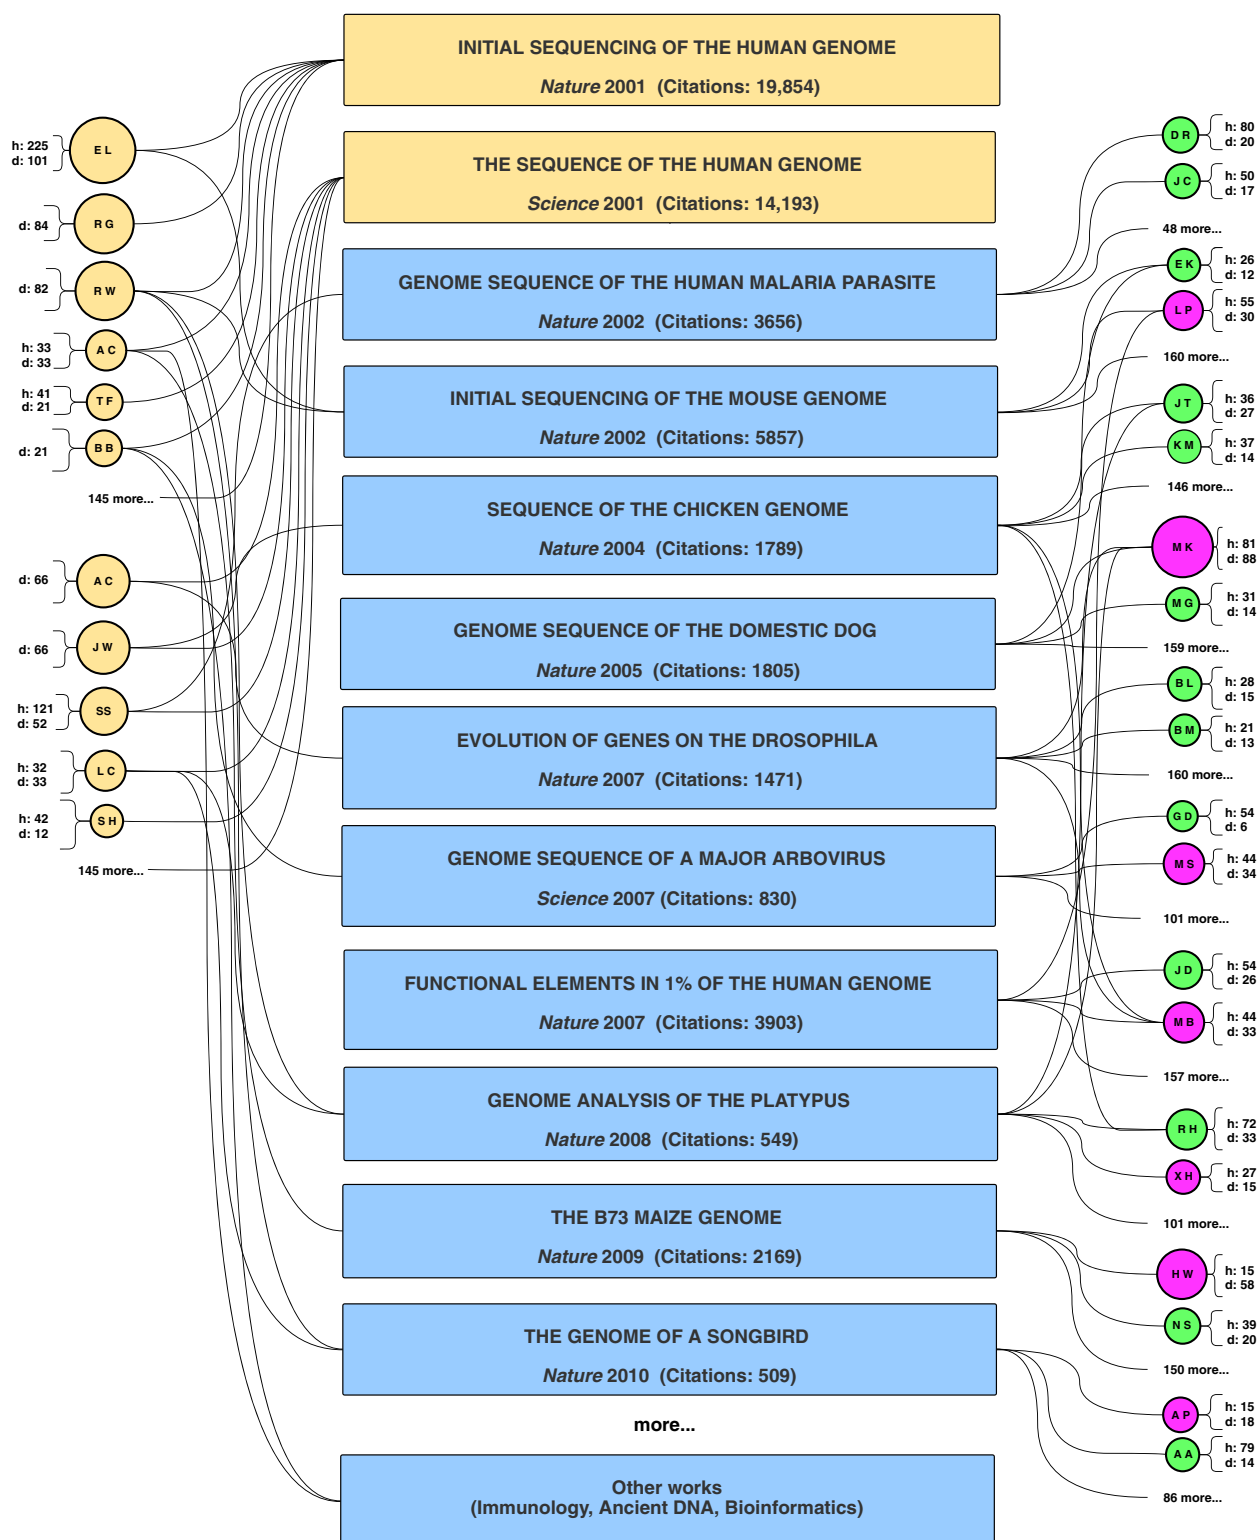 INITIAL SEQUENCING OF THE HUMAN GENOME
Nature 2001 (Citations: 19,854)
THE SEQUENCE OF THE HUMAN GENOME
Science 2001 (Citations: 14,193)
GENOME SEQUENCE OF THE HUMAN MALARIA PARASITE
Nature 2002 (Citations: 3656)
INITIAL SEQUENCING OF THE MOUSE GENOME
Nature 2002 (Citations: 5857)
SEQUENCE OF THE CHICKEN GENOME
Nature 2004 (Citations: 1789)
GENOME SEQUENCE OF THE DOMESTIC DOG
Nature 2005 (Citations: 1805)
EVOLUTION OF GENES ON THE DROSOPHILA
Nature 2007 (Citations: 1471)
GENOME SEQUENCE OF A MAJOR ARBOVIRUS
Science 2007 (Citations: 830)
FUNCTIONAL ELEMENTS IN 1% OF THE HUMAN GENOME
Nature 2007 (Citations: 3903)
GENOME ANALYSIS OF THE PLATYPUS
Nature 2008 (Citations: 549)
THE B73 MAIZE GENOME
Nature 2009 (Citations: 2169)
THE GENOME OF A SONGBIRD
Nature 2010 (Citations: 509)
more...
Other works
(Immunology, Ancient DNA, Bioinformatics)
h: 225
d: 101
E L
d: 84
R G
d: 82
R W
h: 33
d: 33
A C
h: 41
d: 21
T F
d: 21
B B
145 more...
d: 66
A C
d: 66
J W
h: 121
d: 52
SS
h: 32
d: 33
L C
h: 42
d: 12
S H
145 more...
D R
h: 80
d: 20
J C
h: 50
d: 17
48 more...
E K
h: 26
d: 12
L P
h: 55
d: 30
160 more...
J T
h: 36
d: 27
K M
h: 37
d: 14
146 more...
M K
h: 81
d: 88
M G
h: 31
d: 14
159 more...
B L
h: 28
d: 15
B M
h: 21
d: 13
160 more...
G D
h: 54
d: 6
M S
h: 44
d: 34
101 more...
J D
h: 54
d: 26
M B
h: 44
d: 33
157 more...
R H
h: 72
d: 33
X H
h: 27
d: 15
101 more...
H W
h: 15
d: 58
N S
h: 39
d: 20
150 more...
A P
h: 15
d: 18
A A
h: 79
d: 14
86 more...